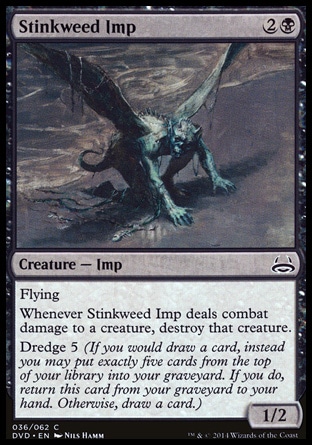 Stinkweed Imp 2
Creature — Imp
Flying
Whenever Stinkweed Imp deals combat
damage to a creature, destroy that creature.
Dredge 5 (If you would draw a card, instead
you may put exactly five cards from the top
of your library into your graveyard. If you do,
return this card from your graveyard to your
hand. Otherwise, draw a card.)
1/2
036/062 C
DVD • EN Nils Hamm ™ & © 2014 Wizards of the Coast